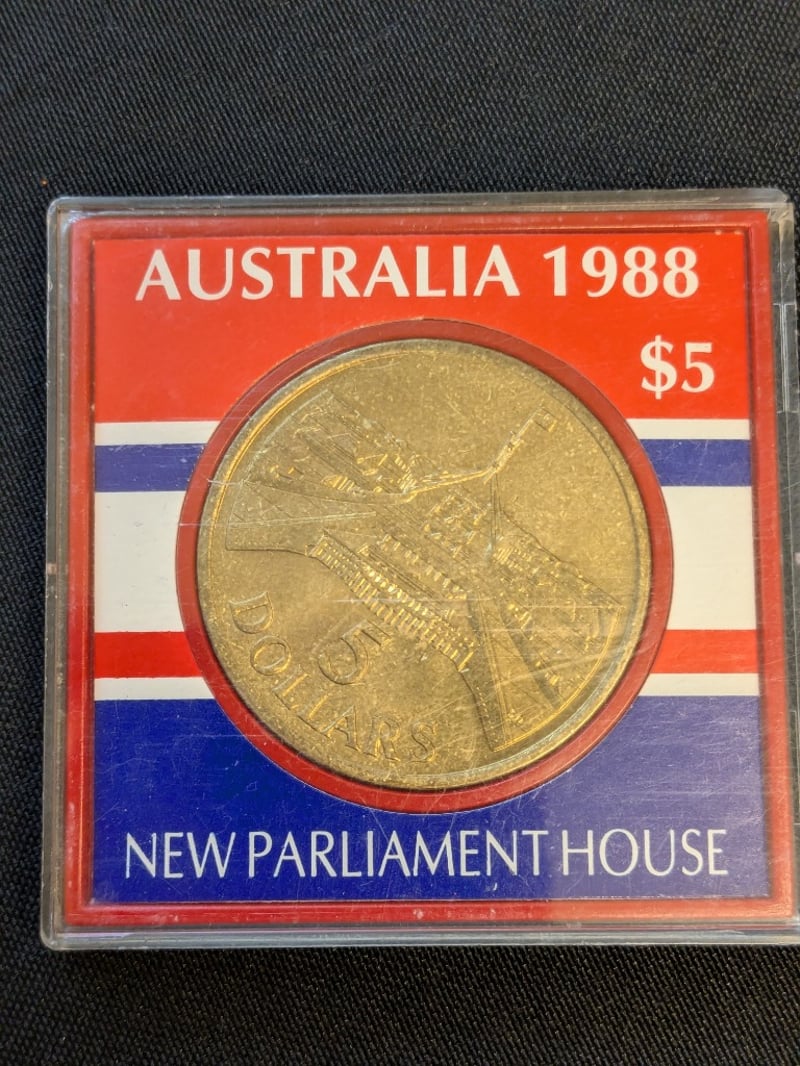 AUSTRALIA 1988
$5
5
DOLLARS
NEW PARLIAMENT HOUSE